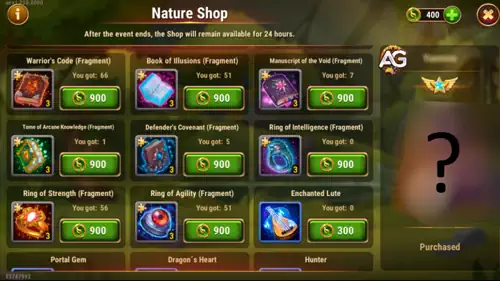 Nature Shop
After the event ends, the Shop will remain available for 24 hours.
400
AG
Warrior's Code (Fragment)
You got: 66
3
900
Book of Illusions (Fragment)
You got: 51
3
900
Manuscript of the Void (Fragment)
You got: 7
3
900
Tome of Arcane Knowledge (Fragment)
You got: 1
3
900
Defender's Covenant (Fragment)
You got: 5
3
900
Ring of Intelligence (Fragment)
You got: 0
3
900
Ring of Strength (Fragment)
You got: 56
3
900
Ring of Agility (Fragment)
You got: 51
3
900
Enchanted Lute
You got: 0
300
?
Purchased
Portal Gem
Dragon´s Heart
Hunter